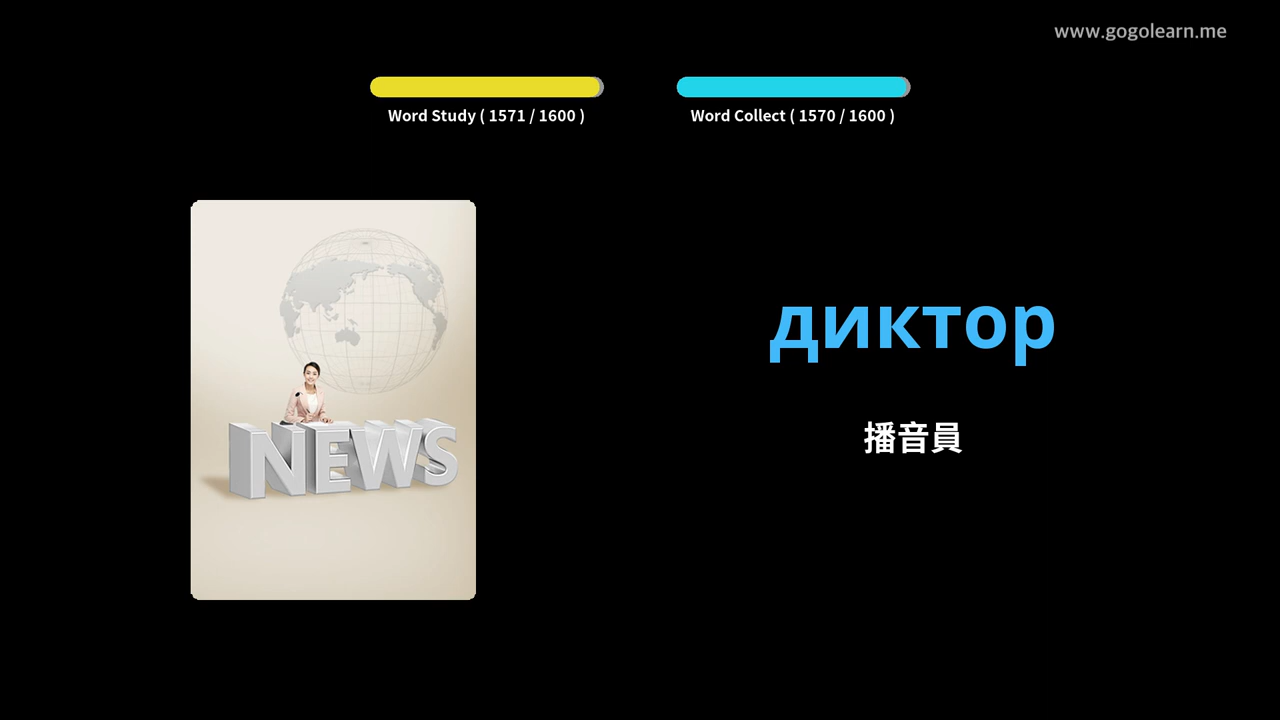 www.gogolearn.me
Word Study ( 1571 / 1600 )
Word Collect ( 1570 / 1600 )
NEWS
диктор
播音員